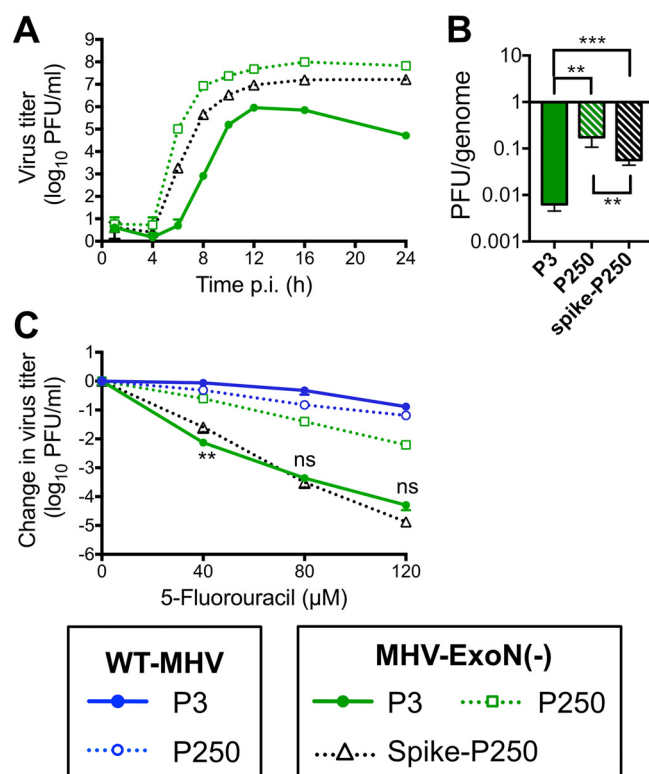 A
B
Virus titer
(log10 PFU/ml)
9
8
7
6
5
4
3
2
1
0
0 4 8 12 16 20 24
Time p.i. (h)
PFU/genome
10
1
0.1
0.01
0.001
***
**
**
P3
P250
spike-P250
C
Change in virus titer
(log10 PFU/ml)
1
0
-1
-2
-3
-4
-5
-6
**
ns
ns
0 40 80 120
5-Fluorouracil (µM)
WT-MHV
P3
P250
MHV-ExoN(-)
P3 P250
Spike-P250